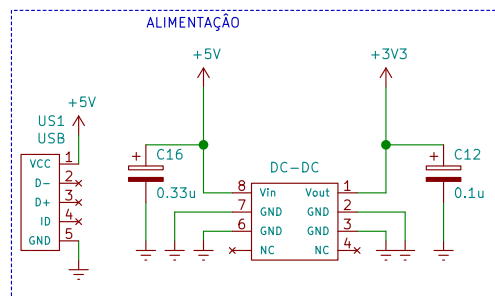 ALIMENTAÇÃO
+5V
+3V3
+5V
US1
USB
VCC 1
D- 2
D+ 3
ID 4
GND 5
+ C16
0.33u
DC-DC
8 Vin Vout 1
7 GND GND 2
6 GND GND 3
NC NC 4
+ C12
0.1u